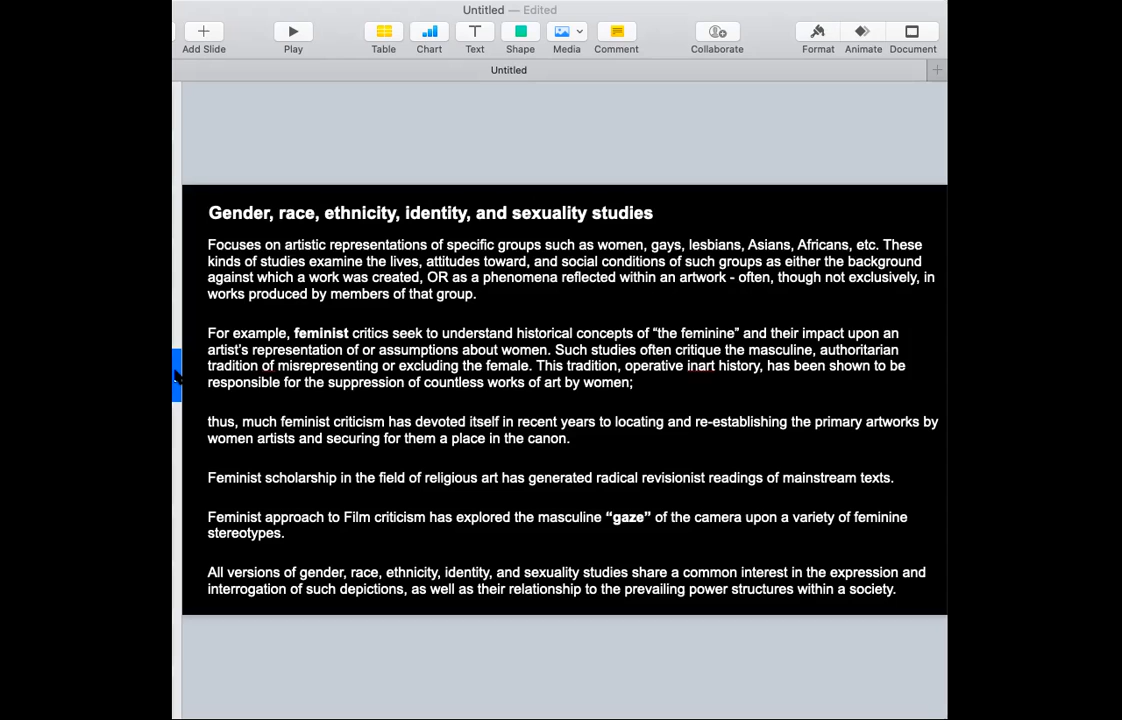 Untitled — Edited
Add Slide
Play
Table
Chart
Text
Shape
Media
Comment
Collaborate
Format
Animate
Document
Untitled
Gender, race, ethnicity, identity, and sexuality studies
Focuses on artistic representations of specific groups such as women, gays, lesbians, Asians, Africans, etc. These
kinds of studies examine the lives, attitudes toward, and social conditions of such groups as either the background
against which a work was created, OR as a phenomena reflected within an artwork - often, though not exclusively, in
works produced by members of that group.
For example, feminist critics seek to understand historical concepts of “the feminine” and their impact upon an
artist’s representation of or assumptions about women. Such studies often critique the masculine, authoritarian
tradition of misrepresenting or excluding the female. This tradition, operative inart history, has been shown to be
responsible for the suppression of countless works of art by women;
thus, much feminist criticism has devoted itself in recent years to locating and re-establishing the primary artworks by
women artists and securing for them a place in the canon.
Feminist scholarship in the field of religious art has generated radical revisionist readings of mainstream texts.
Feminist approach to Film criticism has explored the masculine “gaze” of the camera upon a variety of feminine
stereotypes.
All versions of gender, race, ethnicity, identity, and sexuality studies share a common interest in the expression and
interrogation of such depictions, as well as their relationship to the prevailing power structures within a society.